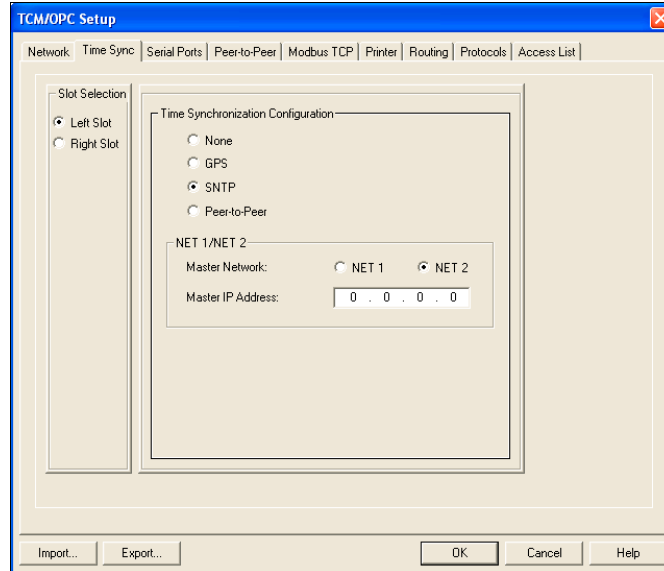 TCM/OPC Setup
Network Time Sync Serial Ports Peer-to-Peer Modbus TCP Printer Routing Protocols Access List
Slot Selection
Left Slot
Right Slot
Time Synchronization Configuration
None
GPS
SNTP
Peer-to-Peer
NET 1/NET 2
Master Network: NET 1 NET 2
Master IP Address: 0 . 0 . 0 . 0
Import... Export... OK Cancel Help